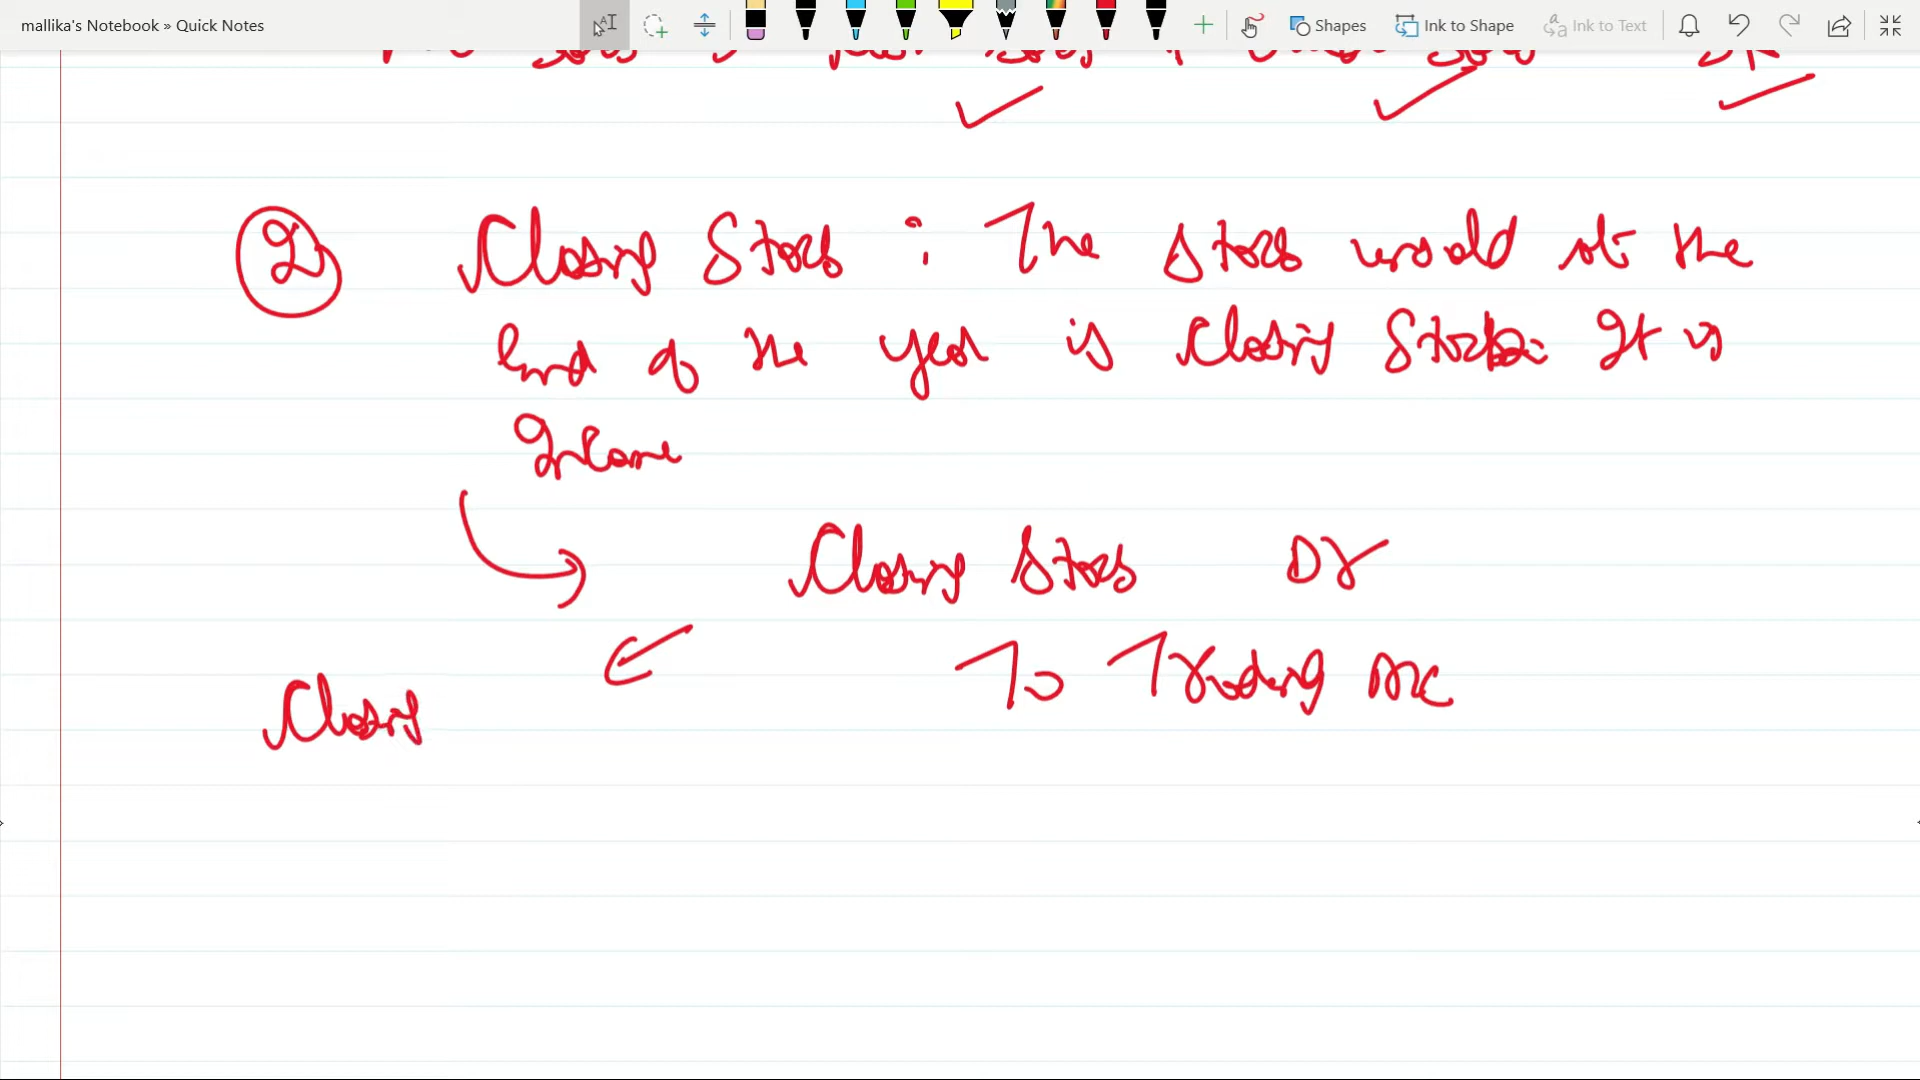 mallika's Notebook » Quick Notes
Shapes
Ink to Shape
Ink to Text
2 Closing Stock : The Stock unsold at the
End of the year is Closing Stock. It is
Income
Closing Stock Dr
To Trading A/c
Closing